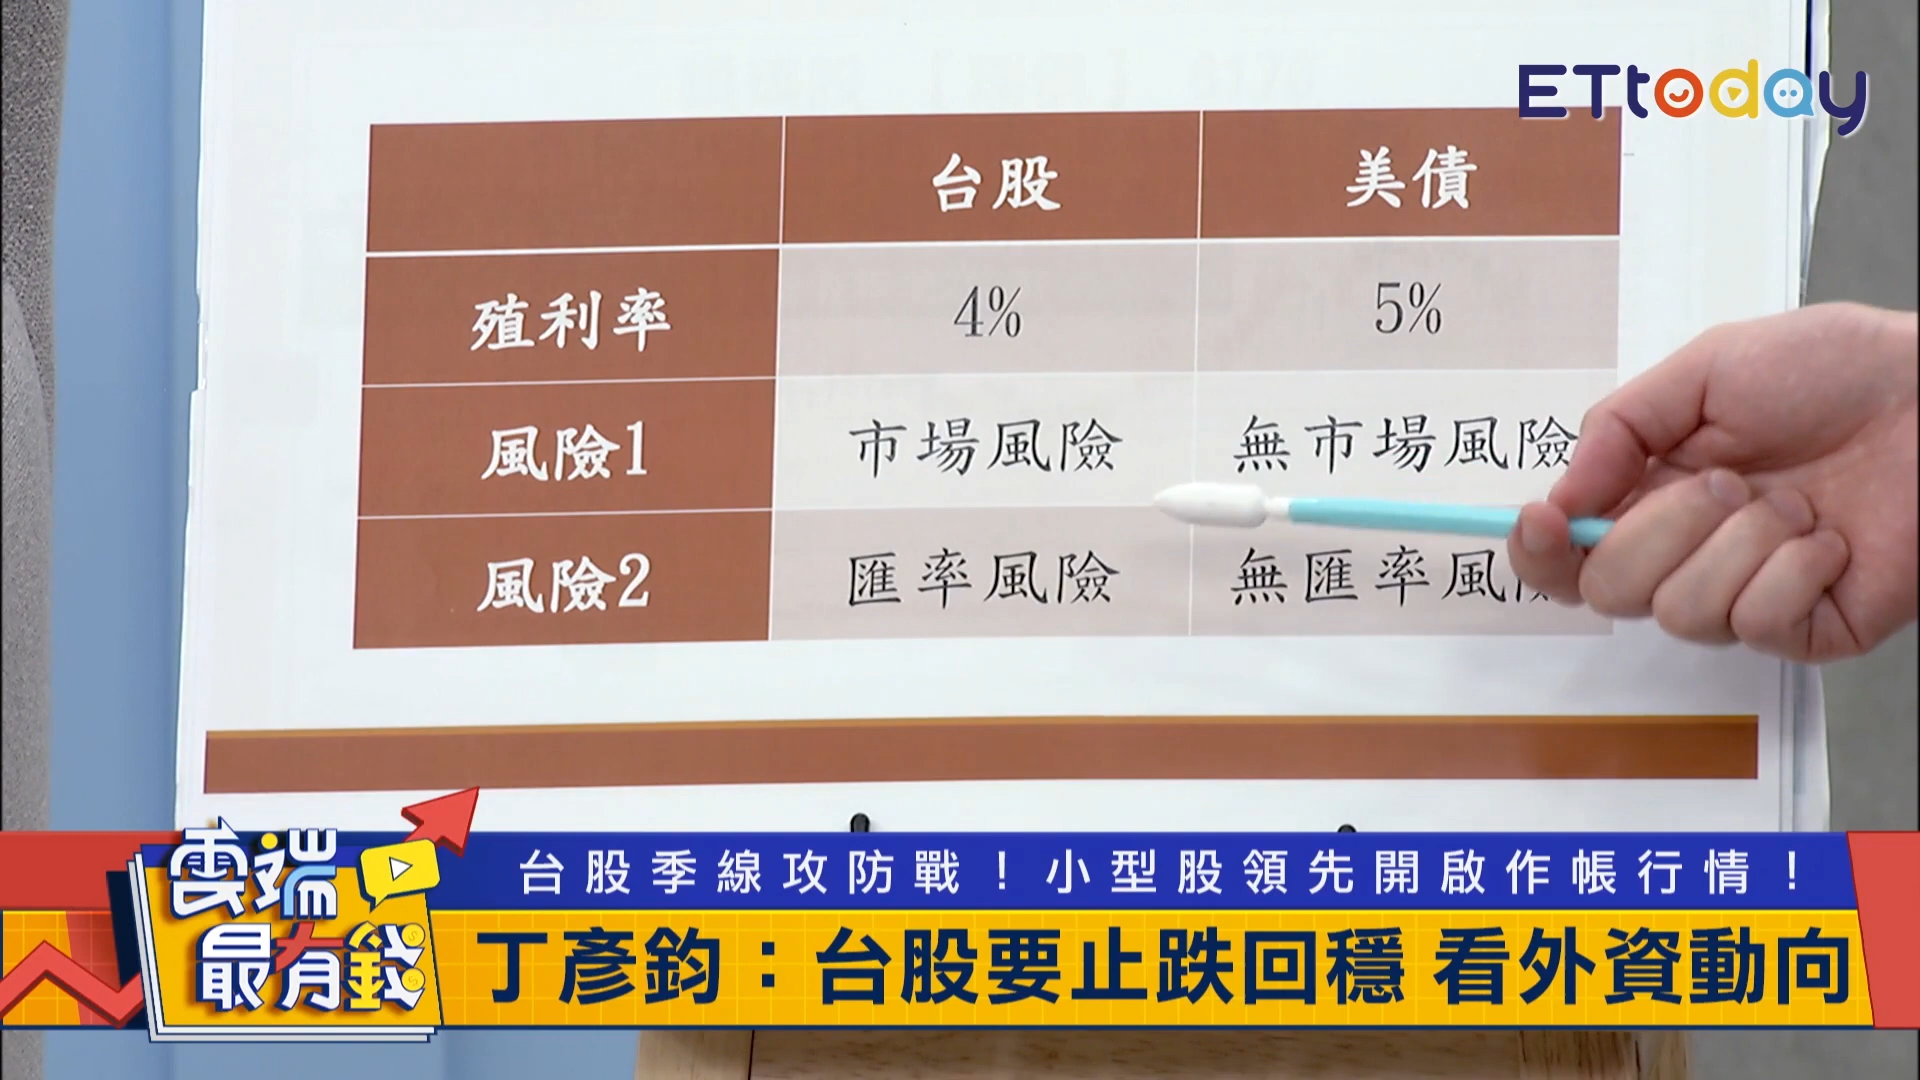 ETtoday
台股 美債
殖利率 4% 5%
風險1 市場風險 無市場風險
風險2 匯率風險 無匯率風險
雲端
最有錢
台股季線攻防戰！小型股領先開啟作帳行情！
丁彥鈞：台股要止跌回穩 看外資動向